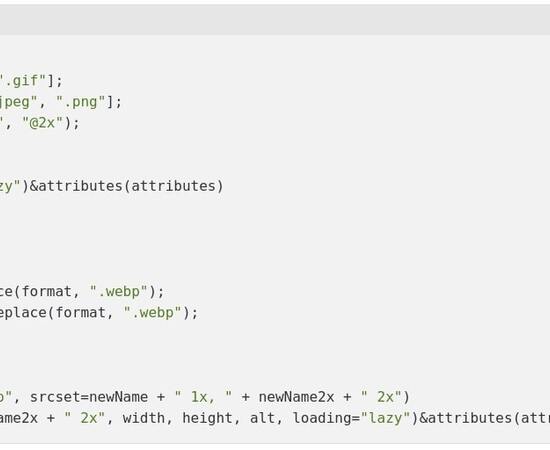 ".gif"];
jpeg", ".png"];
", "@2x");
zy")&attributes(attributes)
ce(format, ".webp");
eplace(format, ".webp");
p", srcset=newName + " 1x, " + newName2x + " 2x")
ame2x + " 2x", width, height, alt, loading="lazy")&attributes(attr